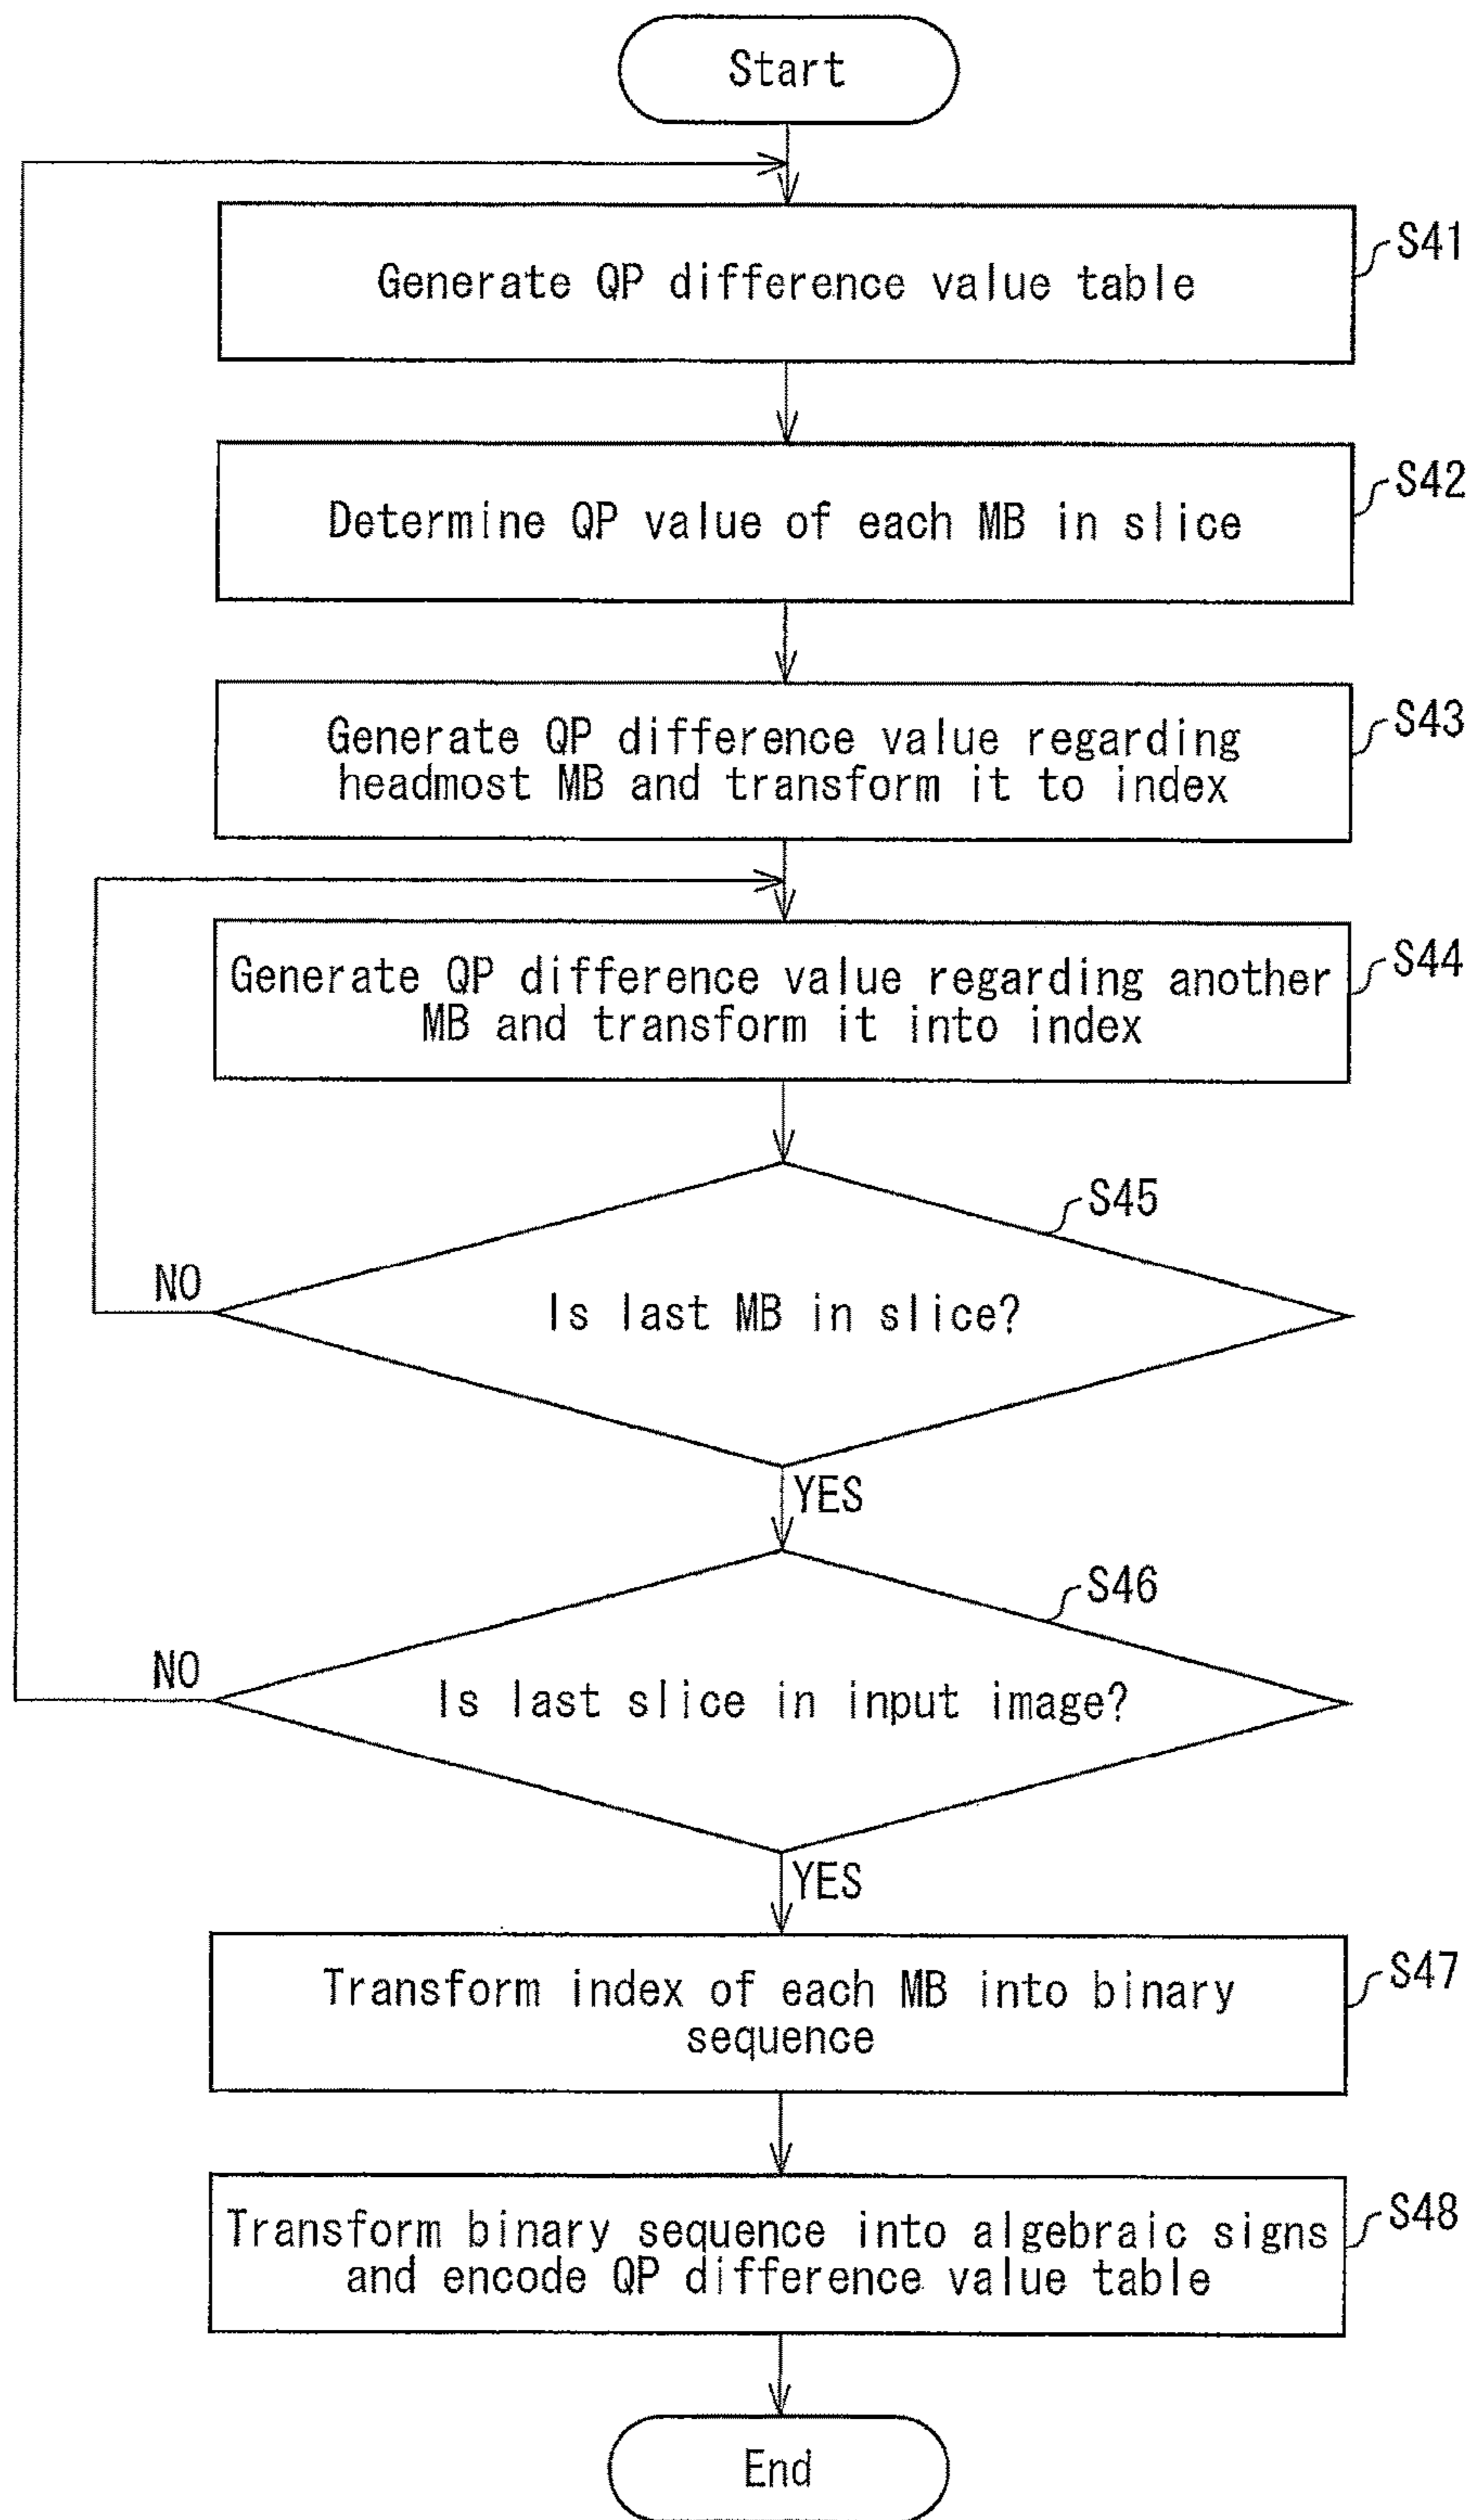 Start
S41
Generate QP difference value table
S42
Determine QP value of each MB in slice
S43
Generate QP difference value regarding
headmost MB and transform it to index
S44
Generate QP difference value regarding another
MB and transform it into index
S45
Is last MB in slice?
NO
YES
S46
Is last slice in input image?
NO
YES
S47
Transform index of each MB into binary
sequence
S48
Transform binary sequence into algebraic signs
and encode QP difference value table
End